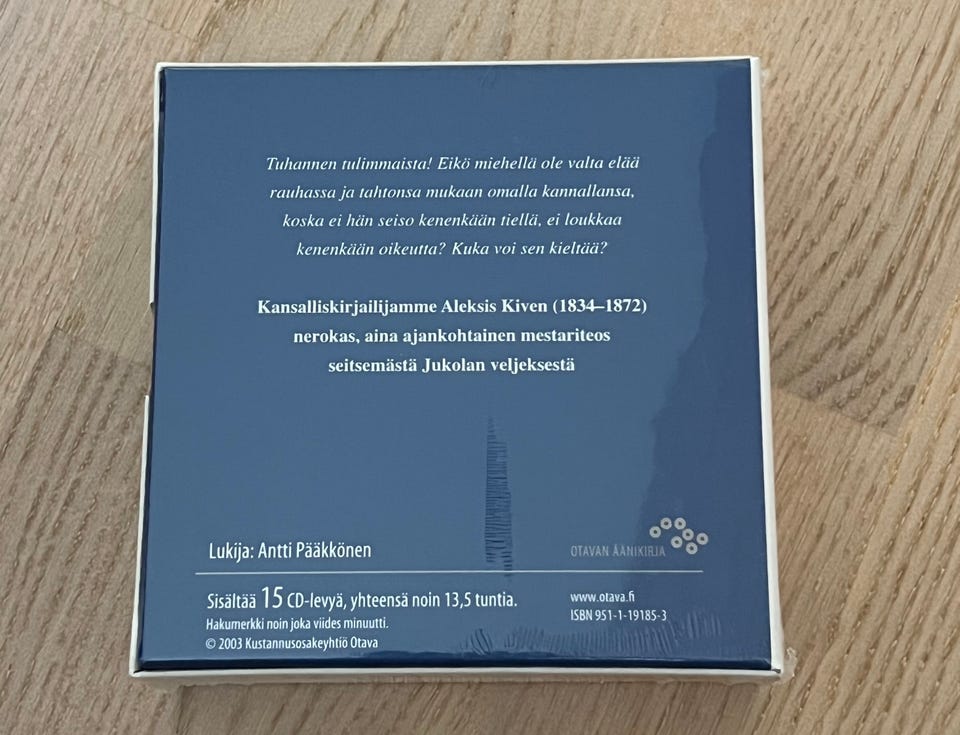 Tuhannen tulimmaista! Eikö miehellä ole valta elää
rauhassa ja tahtonsa mukaan omalla kannallansa,
koska ei hän seiso kenenkään tiellä, ei loukkaa
kenenkään oikeutta? Kuka voi sen kieltää?
Kansalliskirjailijamme Aleksis Kiven (1834–1872)
nerokas, aina ajankohtainen mestariteos
seitsemästä Jukolan veljeksestä
Lukija: Antti Pääkkönen
OTAVAN ÄÄNIKIRJA
Sisältää 15 CD-levyä, yhteensä noin 13,5 tuntia.
Hakumerkki noin joka viides minuutti.
© 2003 Kustannusosakeyhtiö Otava
www.otava.fi
ISBN 951-1-19185-3